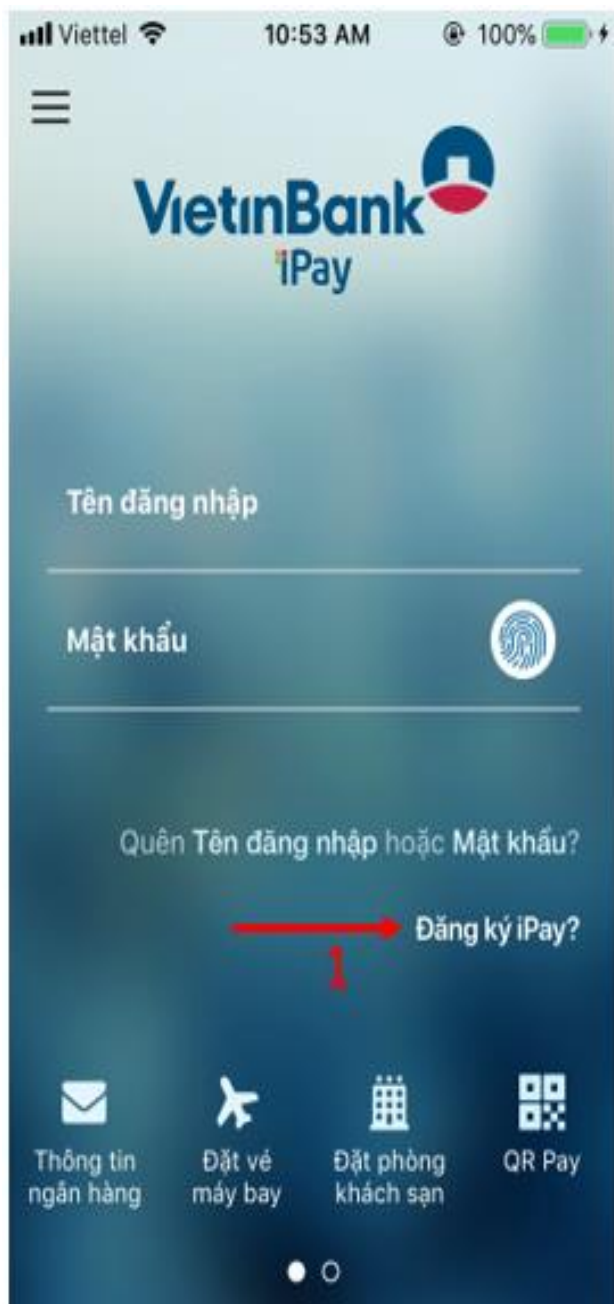 Viettel 10:53 AM 100%
VietinBank
iPay
Tên đăng nhập
Mật khẩu
Quên Tên đăng nhập hoặc Mật khẩu?
Đăng ký iPay?
1
Thông tin ngân hàng
Đặt vé máy bay
Đặt phòng khách sạn
QR Pay